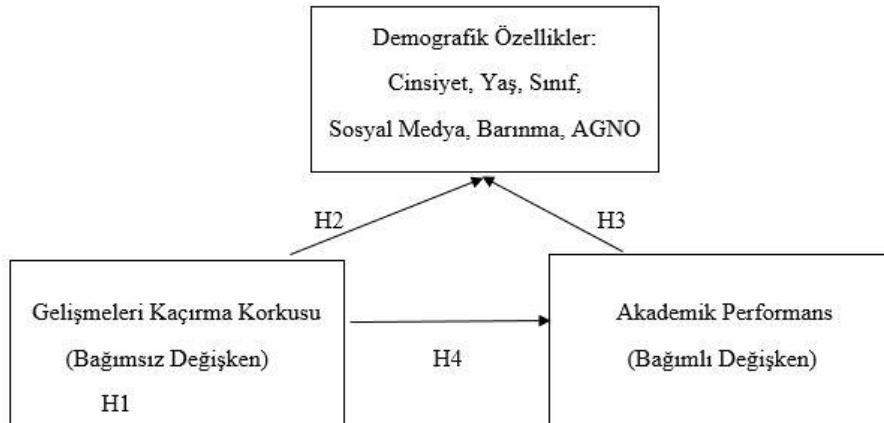 Demografik Özellikler:
Cinsiyet, Yaş, Sınıf,
Sosyal Medya, Barınma, AGNO
H2
H3
Gelişmeleri Kaçırma Korkusu
(Bağımsız Değişken)
H1
H4
Akademik Performans
(Bağımlı Değişken)